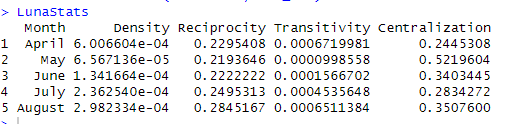 > LunaStats
Month Density Reciprocity Transitivity Centralization
1 April 6.006604e-04 0.2295408 0.0006719981 0.2445308
2 May 6.567136e-05 0.2193646 0.0000998558 0.5219604
3 June 1.341664e-04 0.2222222 0.0001566702 0.3403445
4 July 2.362540e-04 0.2495313 0.0004535648 0.2834272
5 August 2.982334e-04 0.2845167 0.0006511384 0.3507600
>